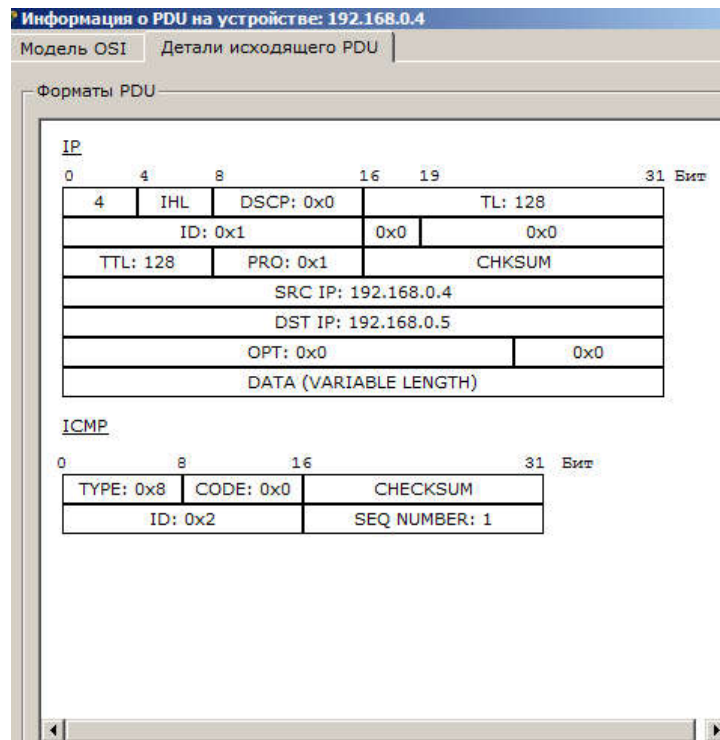 Информация о PDU на устройстве: 192.168.0.4
Модель OSI Детали исходящего PDU
Форматы PDU
IP
0 4 8 16 19 31 Бит
4 IHL DSCP: 0x0 TL: 128
ID: 0x1 0x0 0x0
TTL: 128 PRO: 0x1 CHKSUM
SRC IP: 192.168.0.4
DST IP: 192.168.0.5
OPT: 0x0 0x0
DATA (VARIABLE LENGTH)
ICMP
0 8 16 31 Бит
TYPE: 0x8 CODE: 0x0 CHECKSUM
ID: 0x2 SEQ NUMBER: 1